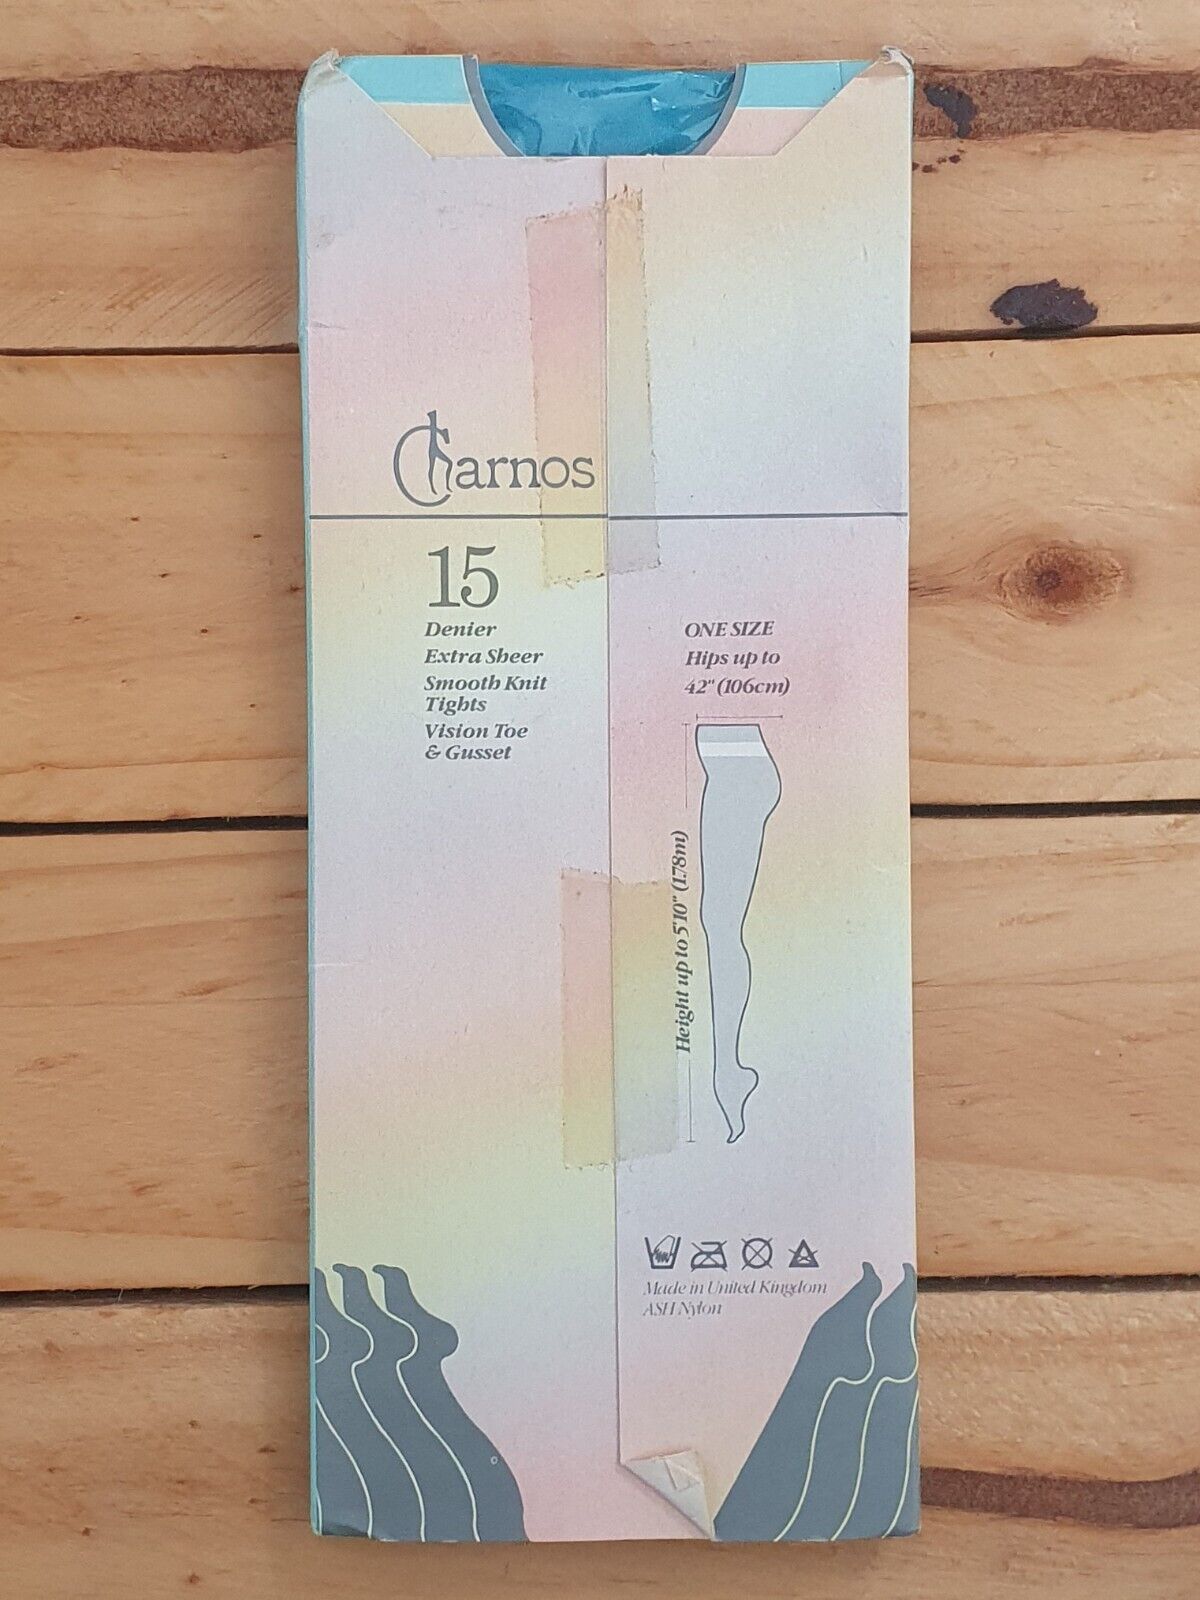 Charnos
15
Denier
Extra Sheer
Smooth Knit
Tights
Vision Toe
& Gusset
ONE SIZE
Hips up to
42" (106cm)
Height up to 5'10" (1.78m)
Made in United Kingdom
ASH Nylon